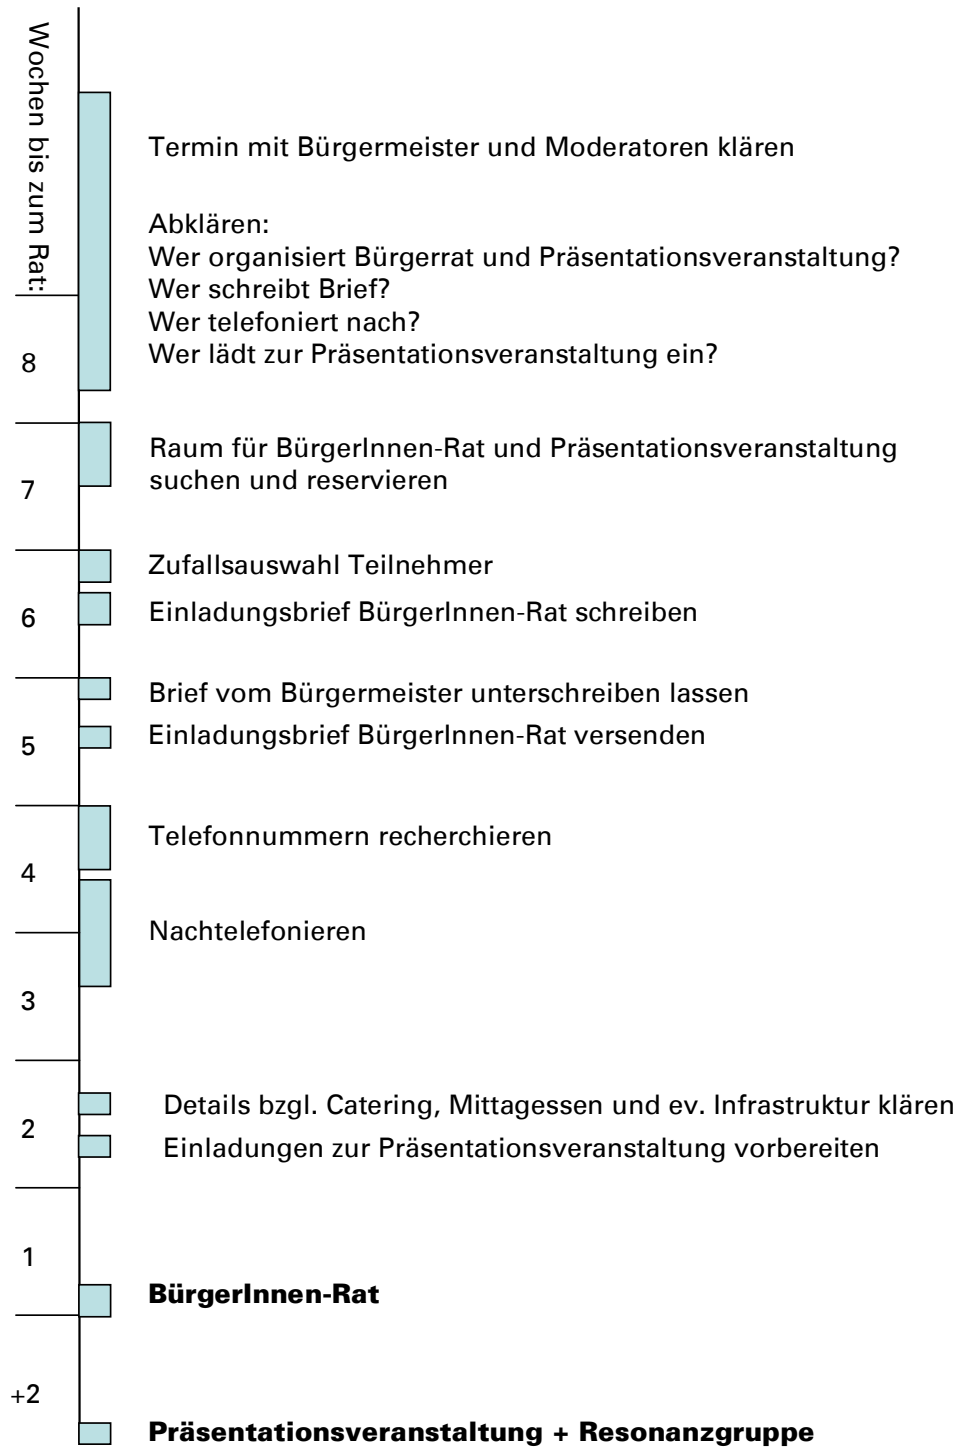 Wochen bis zum Rat:
Termin mit Bürgermeister und Moderatoren klären
Abklären:
Wer organisiert Bürgerrat und Präsentationsveranstaltung?
Wer schreibt Brief?
Wer telefoniert nach?
Wer lädt zur Präsentationsveranstaltung ein?
8
Raum für BürgerInnen-Rat und Präsentationsveranstaltung
suchen und reservieren
7
Zufallsauswahl Teilnehmer
Einladungsbrief BürgerInnen-Rat schreiben
6
Brief vom Bürgermeister unterschreiben lassen
Einladungsbrief BürgerInnen-Rat versenden
5
Telefonnummern recherchieren
4
Nachtelefonieren
3
Details bzgl. Catering, Mittagessen und ev. Infrastruktur klären
2
Einladungen zur Präsentationsveranstaltung vorbereiten
1
BürgerInnen-Rat
+2
Präsentationsveranstaltung + Resonanzgruppe